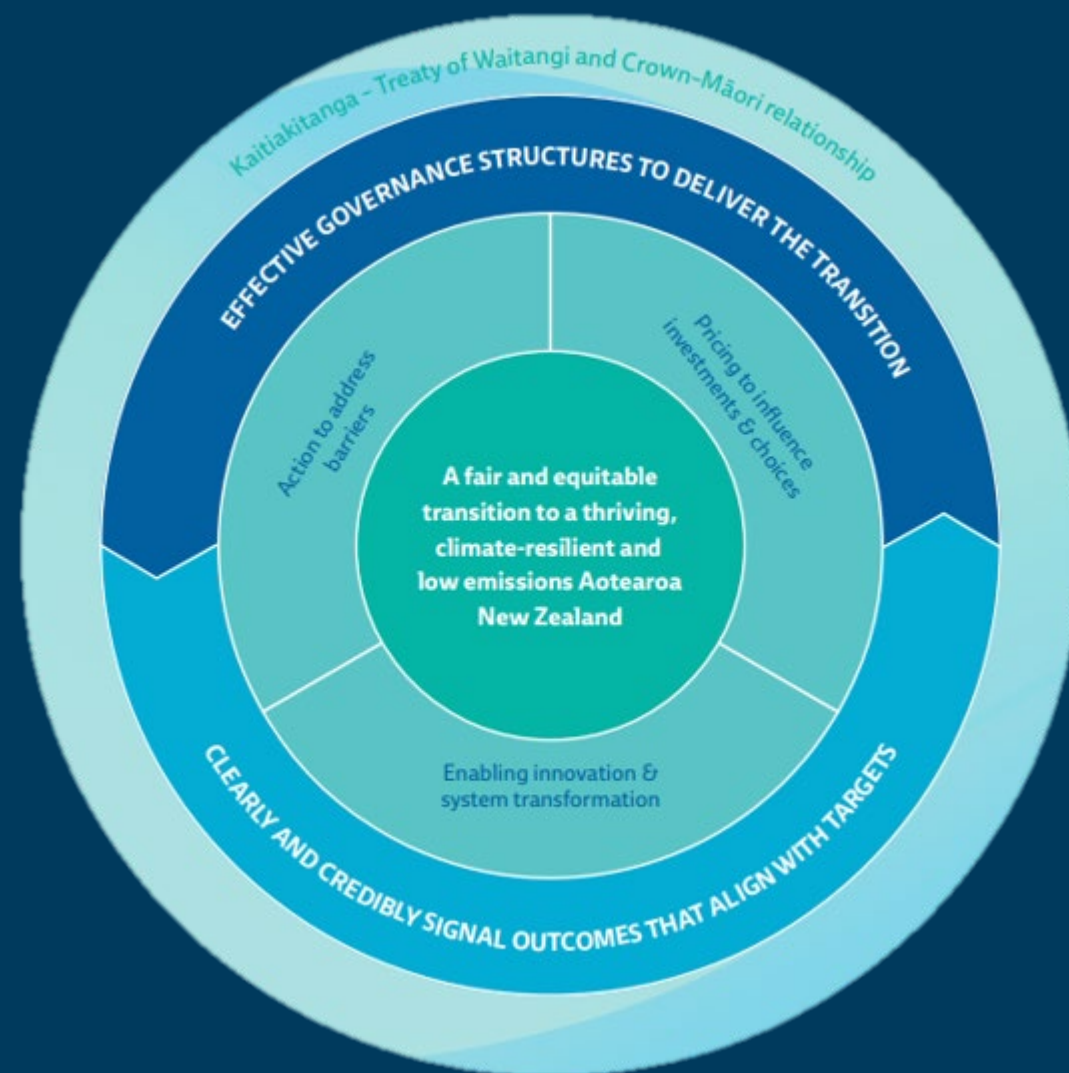 Kaitiakitanga - Treaty of Waitangi and Crown-Māori relationship
EFFECTIVE GOVERNANCE STRUCTURES TO DELIVER THE TRANSITION
Action to address
barriers
Pricing to influence
investments & choices
A fair and equitable
transition to a thriving,
climate-resilient and
low emissions Aotearoa
New Zealand
Enabling innovation &
system transformation
CLEARLY AND CREDIBLY SIGNAL OUTCOMES THAT ALIGN WITH TARGETS